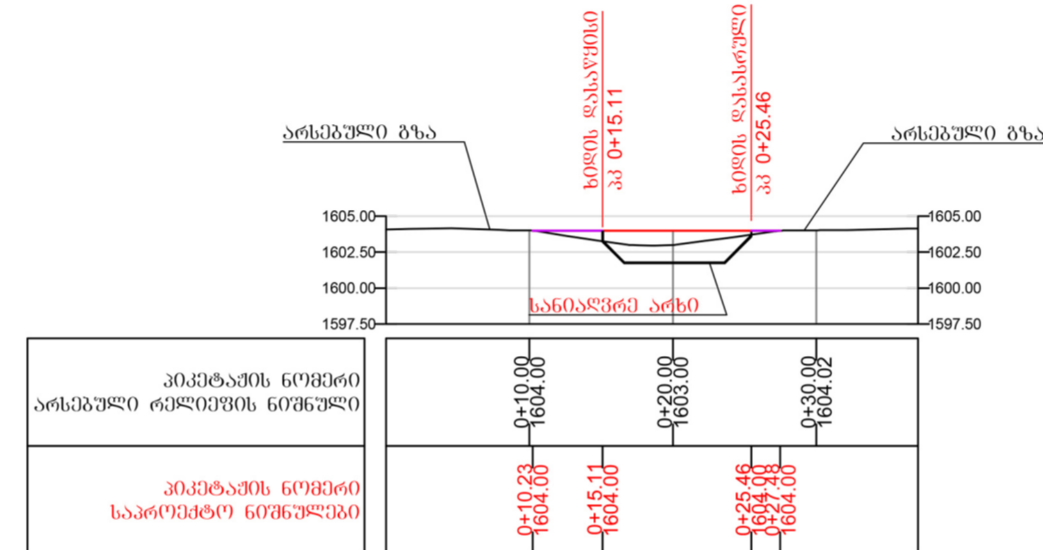 ხიდის დასაწყისი
პკ 0+15.11
ხიდის დასასრული
პკ 0+25.46
არსებული გზა
არსებული გზა
1605.00
1605.00
1602.50
1602.50
1600.00
1600.00
1597.50
1597.50
სანიაღვრე არხი
პიკეტაჟის ნომერი
არსებული რელიეფის ნიშნული
0+10.00
1604.00
0+20.00
1603.00
0+30.00
1604.02
პიკეტაჟის ნომერი
საპროექტო ნიშნულები
0+10.23
1604.00
0+15.11
1604.00
0+25.46
1604.00
0+27.48
1604.00